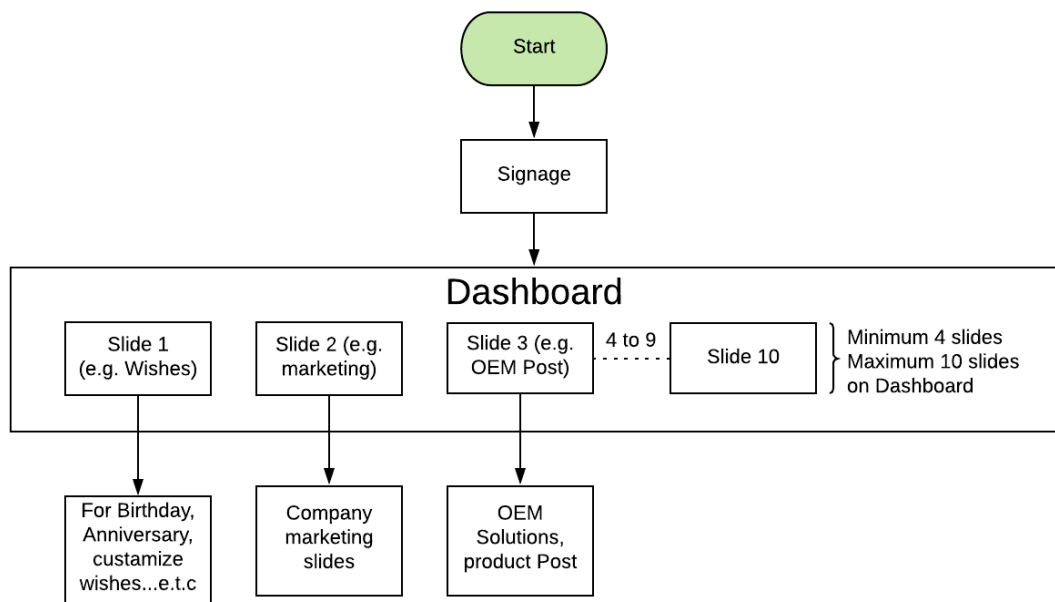 Start
Signage
Dashboard
Slide 1
(e.g. Wishes)
Slide 2 (e.g.
marketing)
Slide 3 (e.g.
OEM Post)
4 to 9
Slide 10
Minimum 4 slides
Maximum 10 slides
on Dashboard
For Birthday,
Anniversary,
custamize
wishes...e.t.c
Company
marketing
slides
OEM
Solutions,
product Post